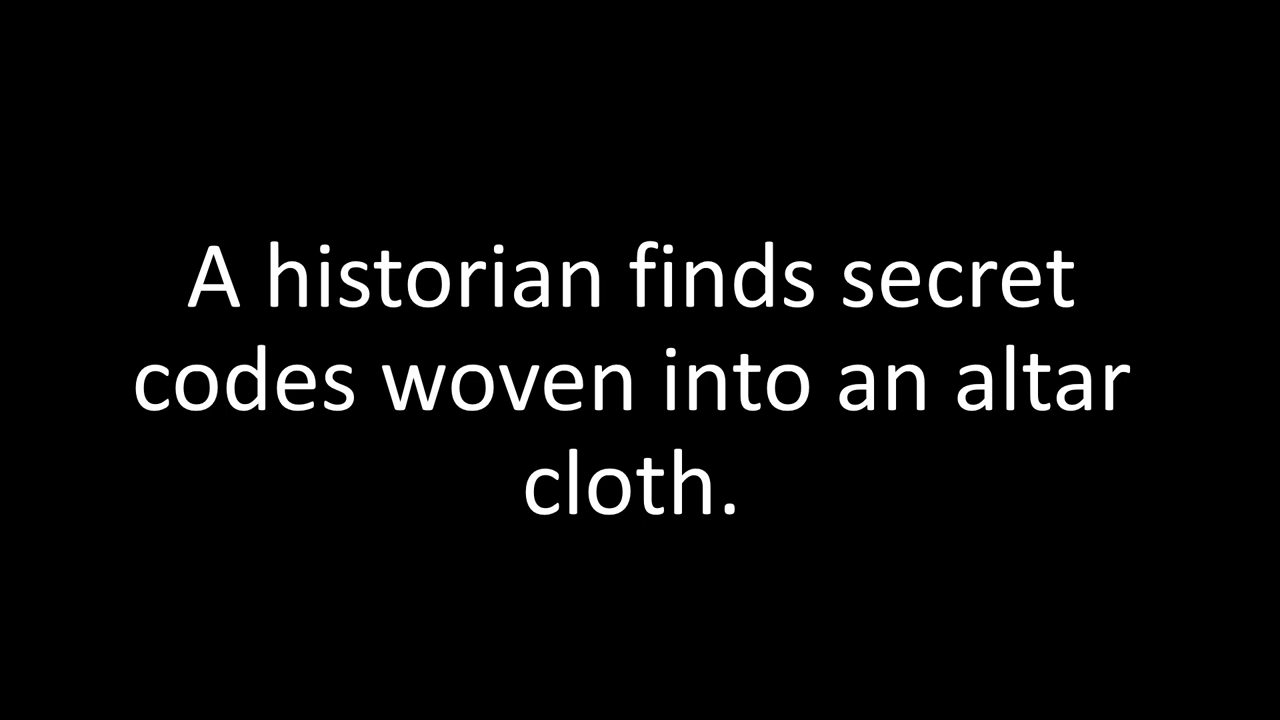 A historian finds secret
codes woven into an altar
cloth.